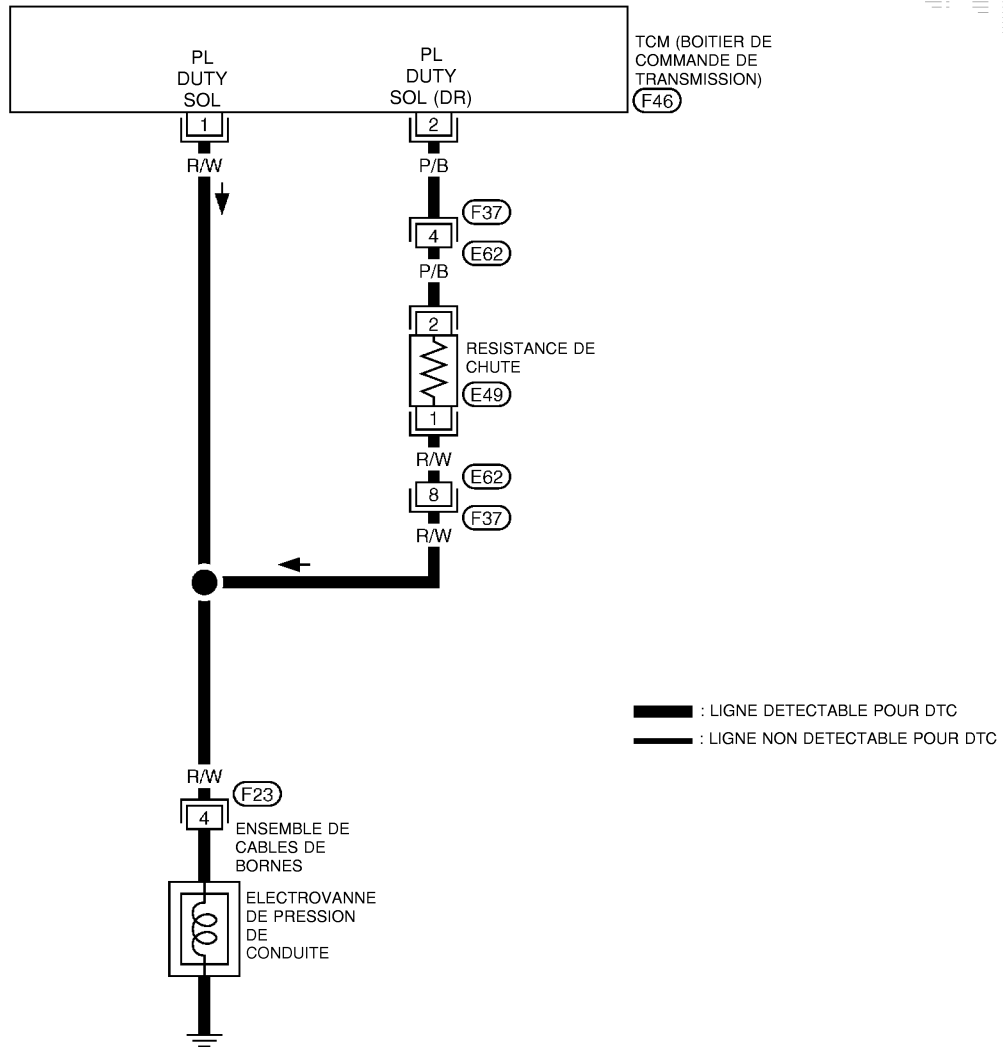 TCM (BOITIER DE
COMMANDE DE
TRANSMISSION)
F46
PL
DUTY
SOL
PL
DUTY
SOL (DR)
1
2
R/W
P/B
F37
4
E62
P/B
2
RESISTANCE DE
CHUTE
E49
1
R/W
E62
8
F37
R/W
: LIGNE DETECTABLE POUR DTC
: LIGNE NON DETECTABLE POUR DTC
R/W
F23
4
ENSEMBLE DE
CABLES DE
BORNES
ELECTROVANNE
DE PRESSION
DE
CONDUITE